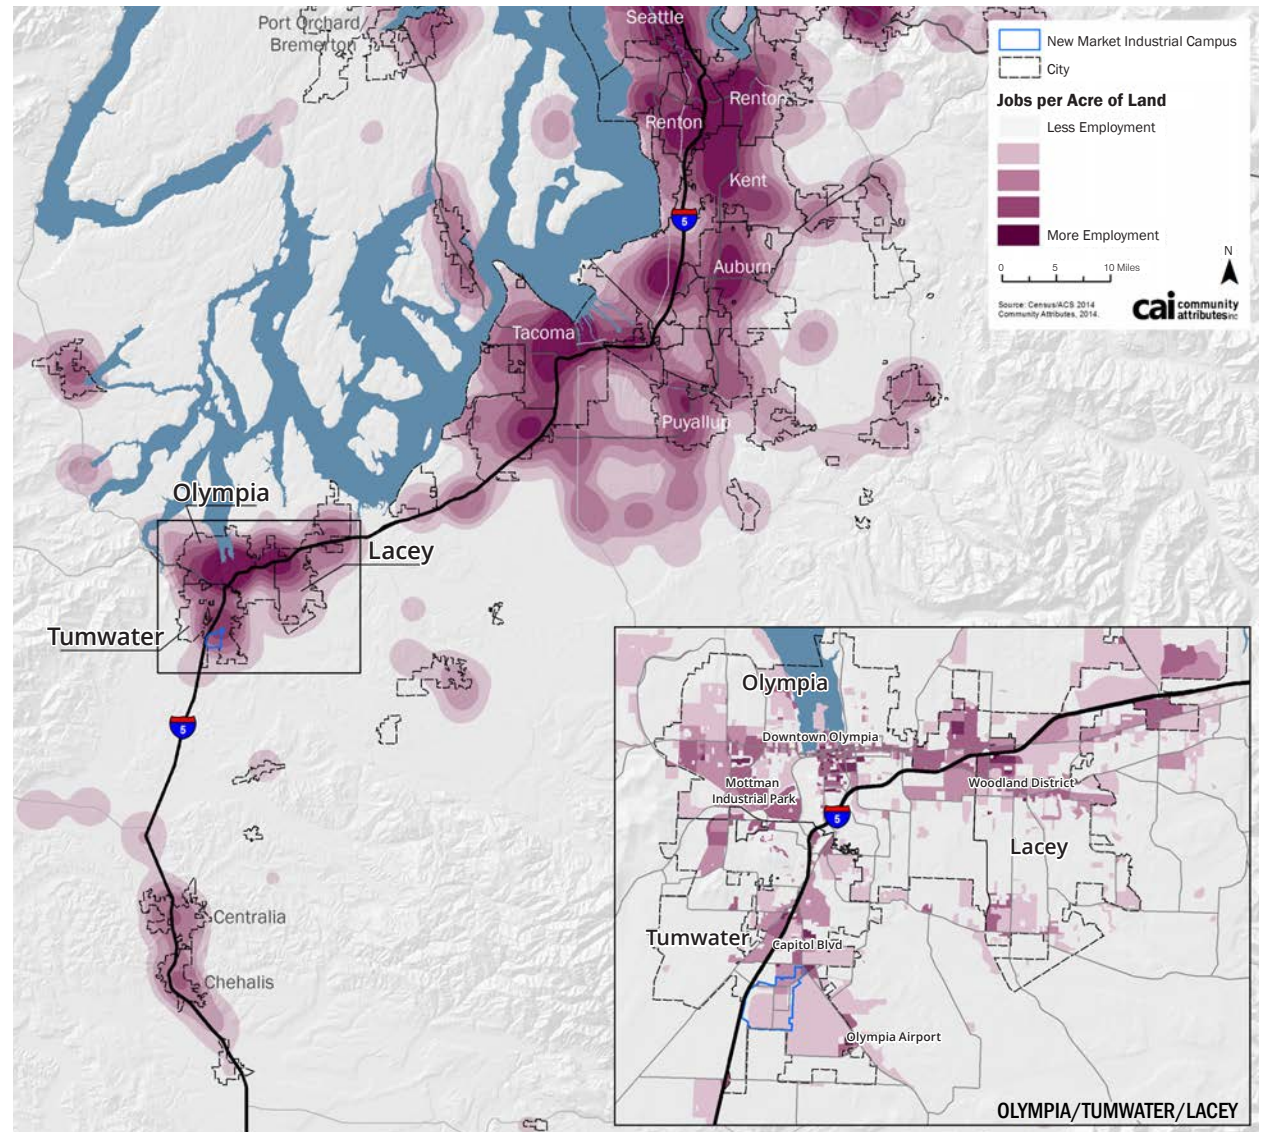 Port Orchard/
Bremerton
Seattle
Renton
Renton
Kent
5
Auburn
Tacoma
Puyallup
5
Olympia
Lacey
Tumwater
5
Centralia
Chehalis
New Market Industrial Campus
City
Jobs per Acre of Land
Less Employment
More Employment
N
0 5 10 Miles
Source: Census/ACS 2014
Community Attributes, 2014.
cai community
attributes inc
Olympia
Downtown Olympia
Mottman
Industrial Park
Woodland District
5
Lacey
Tumwater
Capitol Blvd
Olympia Airport
OLYMPIA/TUMWATER/LACEY